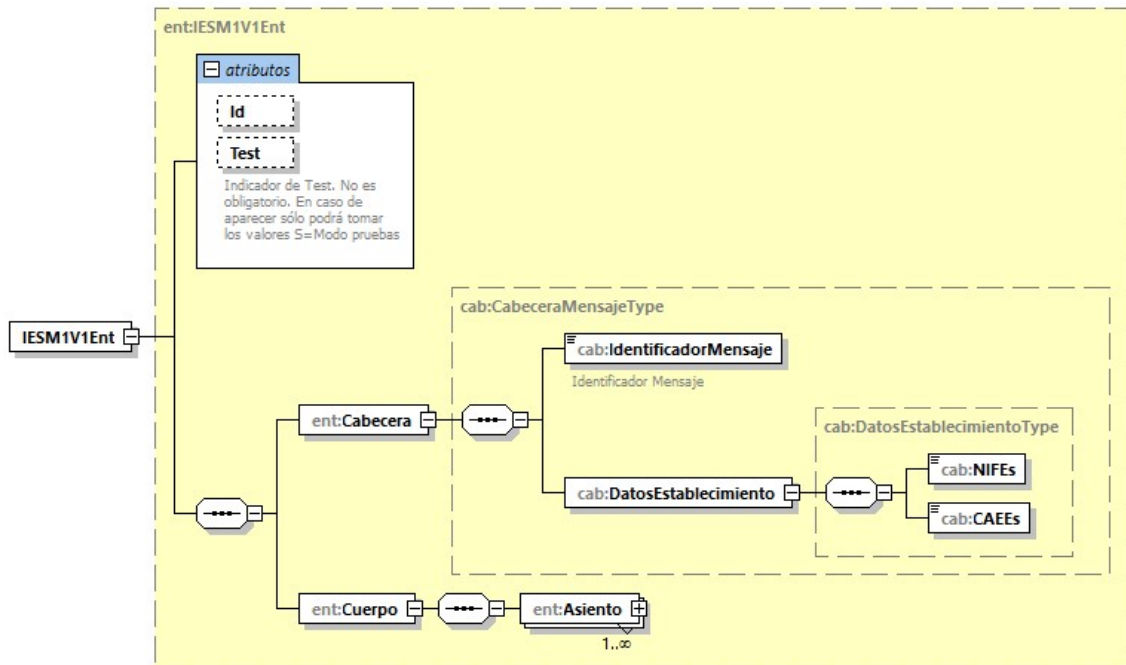 ent:IESM1V1Ent
atributos
Id
Test
Indicador de Test. No es
obligatorio. En caso de
aparecer sólo podrá tomar
los valores S=Modo pruebas
IESM1V1Ent
cab:CabeceraMensajeType
cab:IdentificadorMensaje
Identificador Mensaje
ent:Cabecera
cab:DatosEstablecimientoType
cab:NIFEs
cab:DatosEstablecimiento
cab:CAEEs
ent:Cuerpo
ent:Asiento
1..∞